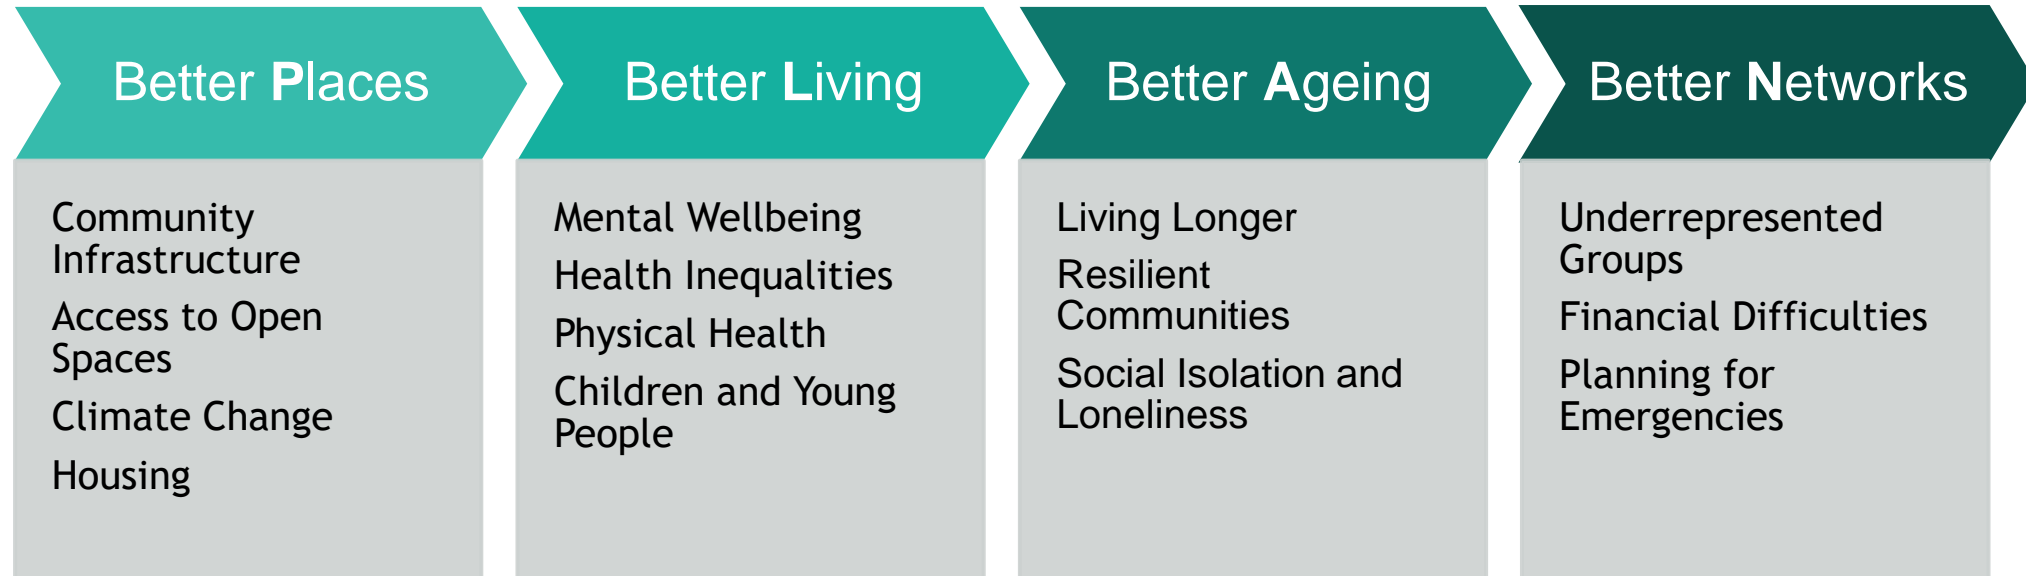 Better Places
Better Living
Better Ageing
Better Networks
Community
Infrastructure
Access to Open
Spaces
Climate Change
Housing
Mental Wellbeing
Health Inequalities
Physical Health
Children and Young
People
Living Longer
Resilient
Communities
Social Isolation and
Loneliness
Underrepresented
Groups
Financial Difficulties
Planning for
Emergencies